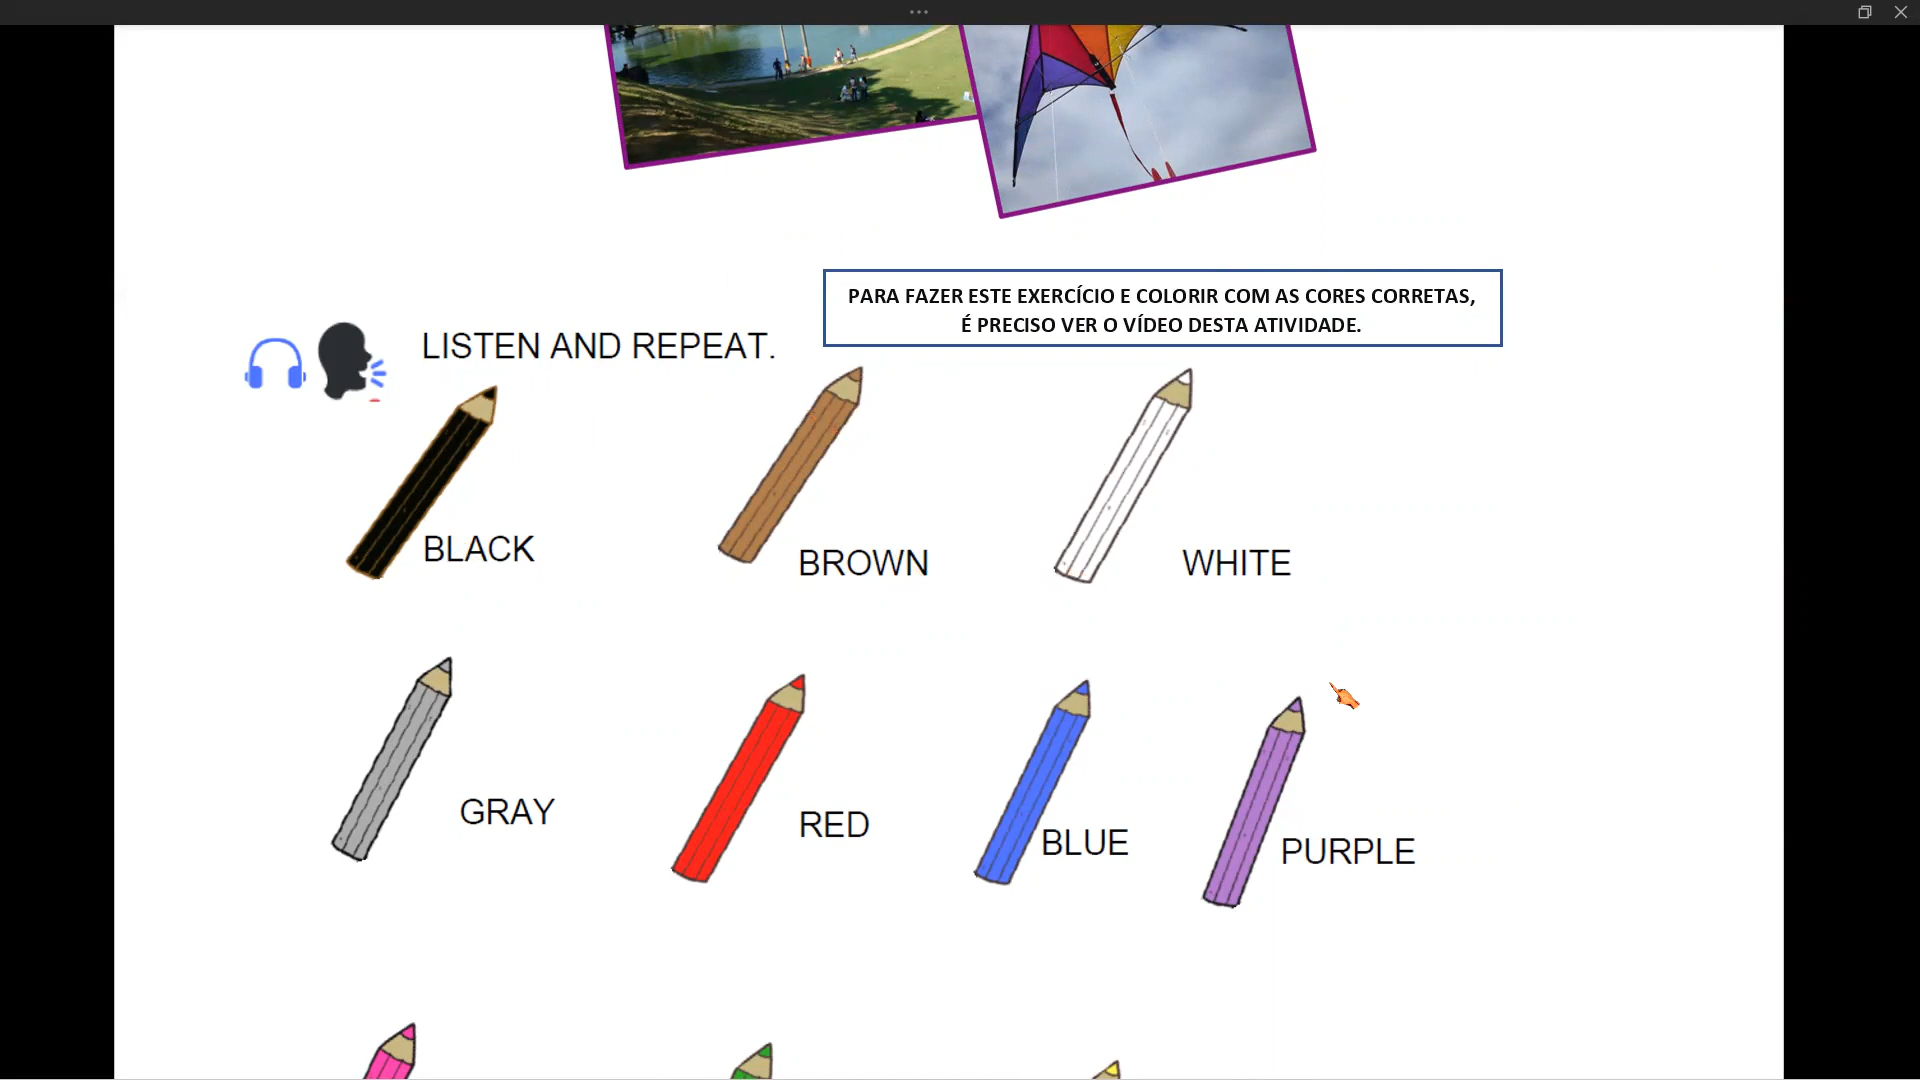 PARA FAZER ESTE EXERCÍCIO E COLORIR COM AS CORES CORRETAS,
É PRECISO VER O VÍDEO DESTA ATIVIDADE.
LISTEN AND REPEAT.
BLACK
BROWN
WHITE
GRAY
RED
BLUE
PURPLE